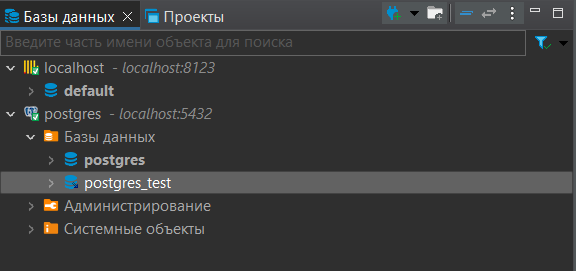 Базы данных Проекты
Введите часть имени объекта для поиска
localhost - localhost:8123
default
postgres - localhost:5432
Базы данных
postgres
postgres_test
Администрирование
Системные объекты